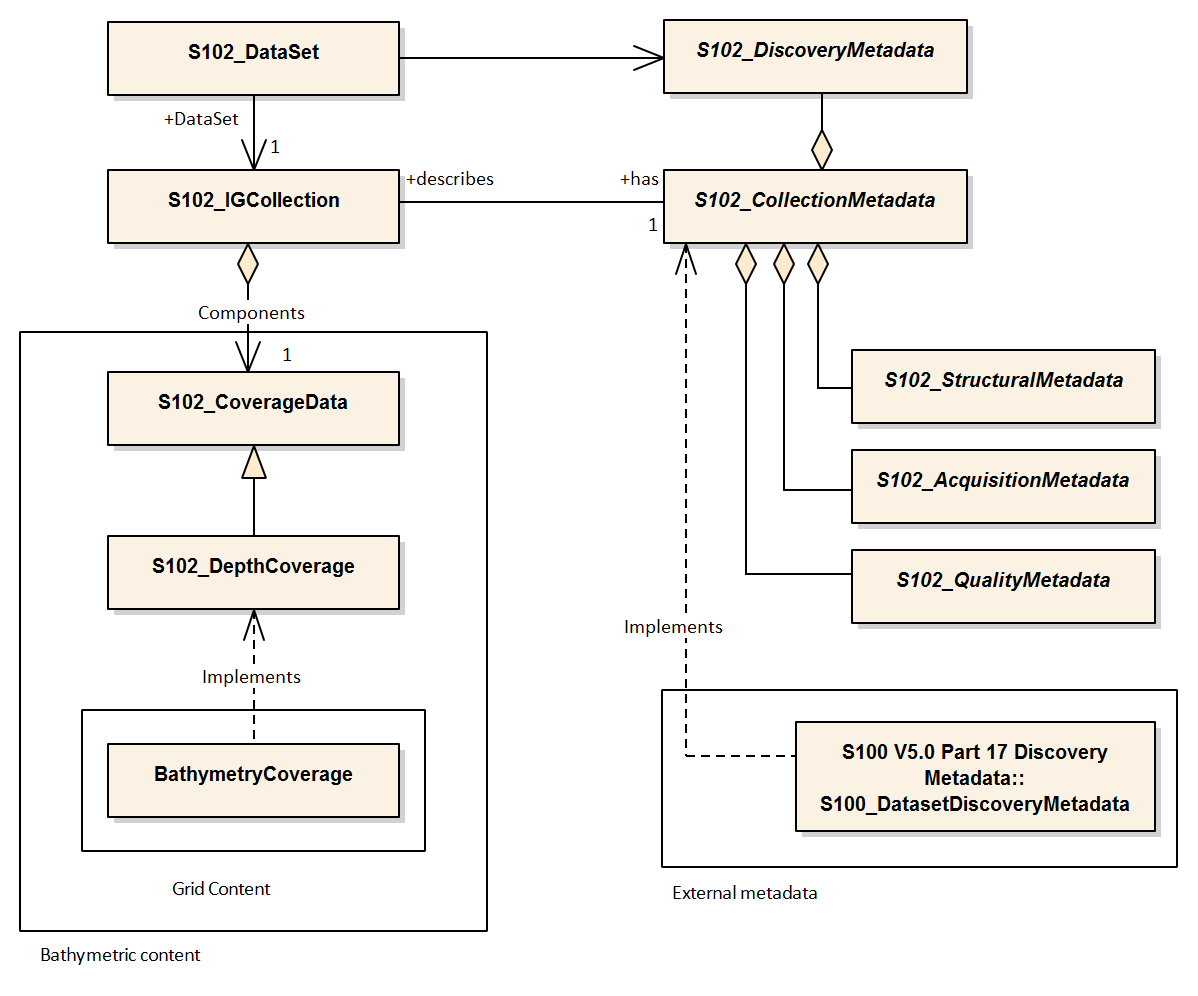 S102_DataSet
S102_DiscoveryMetadata
+DataSet
1
S102_IGCollection
+describes
+has
1
S102_CollectionMetadata
Components
1
S102_CoverageData
S102_StructuralMetadata
S102_AcquisitionMetadata
S102_DepthCoverage
S102_QualityMetadata
Implements
Implements
BathymetryCoverage
S100 V5.0 Part 17 Discovery
Metadata::
S100_DatasetDiscoveryMetadata
Grid Content
External metadata
Bathymetric content